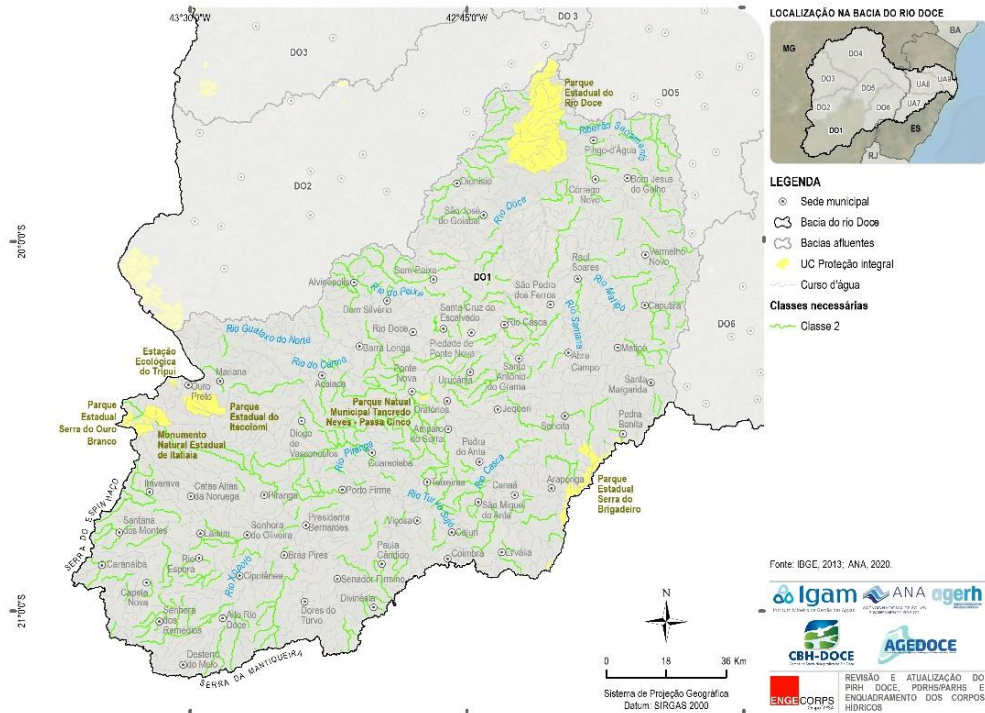 43°30'0"W
42°45'0"W
20°0'0"S
21°0'0"S
DO 3
DO3
DO5
DO2
DO1
DO6
Parque
Estadual do
Rio Doce
Ribeirão Sacramento
Pingo-d'Água
Dionísio
Córrego
Novo
Bom Jesus
do Galho
São José
do Goiabal
Rio Doce
Vermelho
Novo
Raul
Soares
Sem-Peixe
Alvinópolis
Rio do Peixe
Dom Silvério
São Pedro
dos Ferros
Rio Matipó
Caputira
Santa Cruz do
Escalvado
Rio Santana
Rio Gualaxo do Norte
Rio Doce
Rio Casca
Piedade de
Ponte Nova
Barra Longa
Matipó
Abre
Campo
Estação
Ecológica
do Tripuí
Rio do Carmo
Mariana
Acaiaca
Ponte
Nova
Urucânia
Santo
Antônio
do Grama
Santa
Margarida
Ouro
Preto
Parque
Estadual
Serra do Ouro
Branco
Parque
Estadual do
Itacolomi
Parque Natural
Municipal Tancredo
Neves - Passa Cinco
Oratórios
Jequeri
Monumento
Natural Estadual
de Itatiaia
Diogo
de
Vasconcelos
Amparo
do Serra
Sericita
Pedra
Bonita
Rio Piranga
Guaraciaba
Pedra
do Anta
Rio Casca
Araponga
Parque
Estadual
Serra do
Brigadeiro
Itaverava
Catas Altas
da Noruega
Piranga
Porto Firme
Teixeiras
Rio Turvo Sujo
Canaã
São Miguel
do Anta
SERRA DO ESPINHAÇO
Santana
dos Montes
Lamim
Senhora
de Oliveira
Presidente
Bernardes
Viçosa
Cajuri
Caranaíba
Rio
Espera
Brás Pires
Paula
Cândido
Coimbra
Ervália
Rio Xopotó
Cipotânea
Senador Firmino
Capela
Nova
Divinésia
Senhora
dos
Remédios
Alto Rio
Doce
Dores do
Turvo
Desterro
do Melo
SERRA DA MANTIQUEIRA
N
0 18 36 Km
Sistema de Projeção Geográfica
Datum: SIRGAS 2000
LOCALIZAÇÃO NA BACIA DO RIO DOCE
BA
MG
DO4
DO3
DO5
UA8
UA9
DO2
DO6
UA7
DO1
ES
RJ
LEGENDA
Sede municipal
Bacia do rio Doce
Bacias afluentes
UC Proteção integral
Curso d'água
Classes necessárias
Classe 2
Fonte: IBGE, 2013; ANA, 2020.
Igam
ANA
agerh
CBH-DOCE
AGEDOCE
ENGECORPS
REVISÃO E ATUALIZAÇÃO DO
PIRH DOCE, PDRHS/PARHS E
ENQUADRAMENTO DOS CORPOS
HÍDRICOS